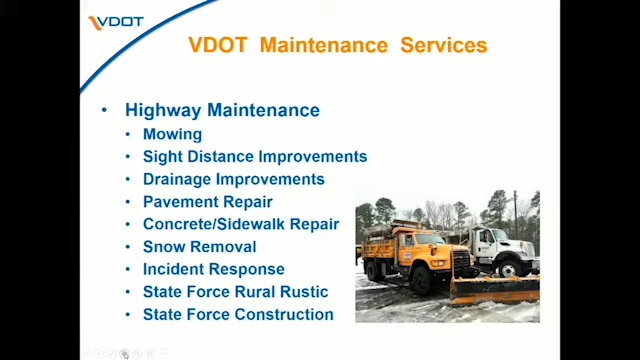 VDOT
VDOT Maintenance Services
• Highway Maintenance
• Mowing
• Sight Distance Improvements
• Drainage Improvements
• Pavement Repair
• Concrete/Sidewalk Repair
• Snow Removal
• Incident Response
• State Force Rural Rustic
• State Force Construction